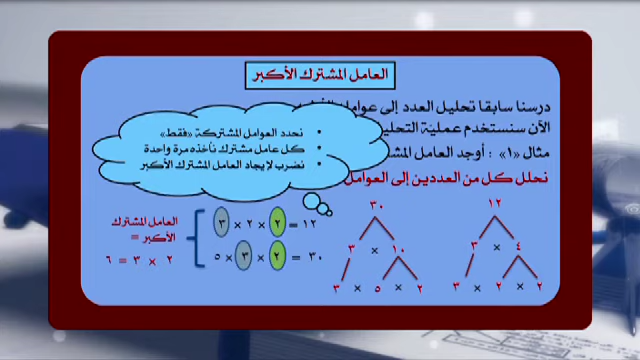 العامل المشترك الأكبر
درسنا سابقا تحليل العدد إلى عوامله
الآن سنستخدم عملية
مثال «١» : أوجد العامل
نحلل كل من العددين إلى العوامل
• نحدد العوامل المشتركة «فقط»
• كل عامل مشترك نأخذه مرة واحدة
• نضرب لإيجاد العامل المشترك الأكبر
١٢
٣ × ٤
٣ × ٢ × ٢
٣٠
٣ × ١٠
٣ × ٥ × ٢
١٢ = ٢ × ٢ × ٣
٣٠ = ٢ × ٣ × ٥
العامل المشترك
الأكبر =
٢ × ٣ = ٦